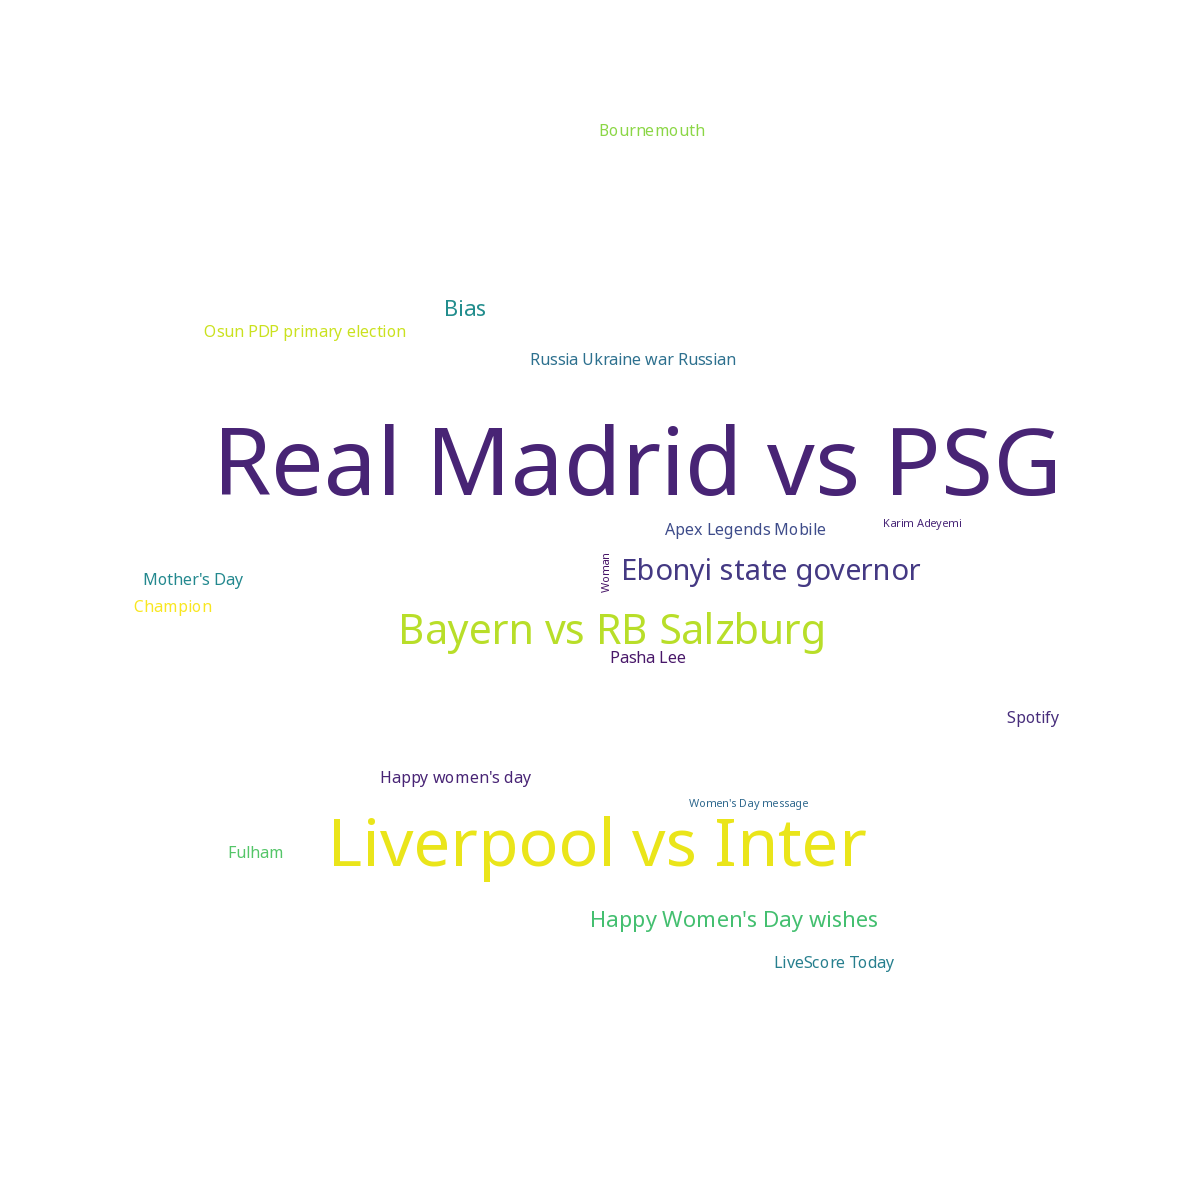 Bournemouth
Bias
Osun PDP primary election
Russia Ukraine war Russian
Real Madrid vs PSG
Karim Adeyemi
Apex Legends Mobile
Woman
Ebonyi state governor
Mother's Day
Champion
Bayern vs RB Salzburg
Pasha Lee
Spotify
Happy women's day
Women's Day message
Liverpool vs Inter
Fulham
Happy Women's Day wishes
LiveScore Today